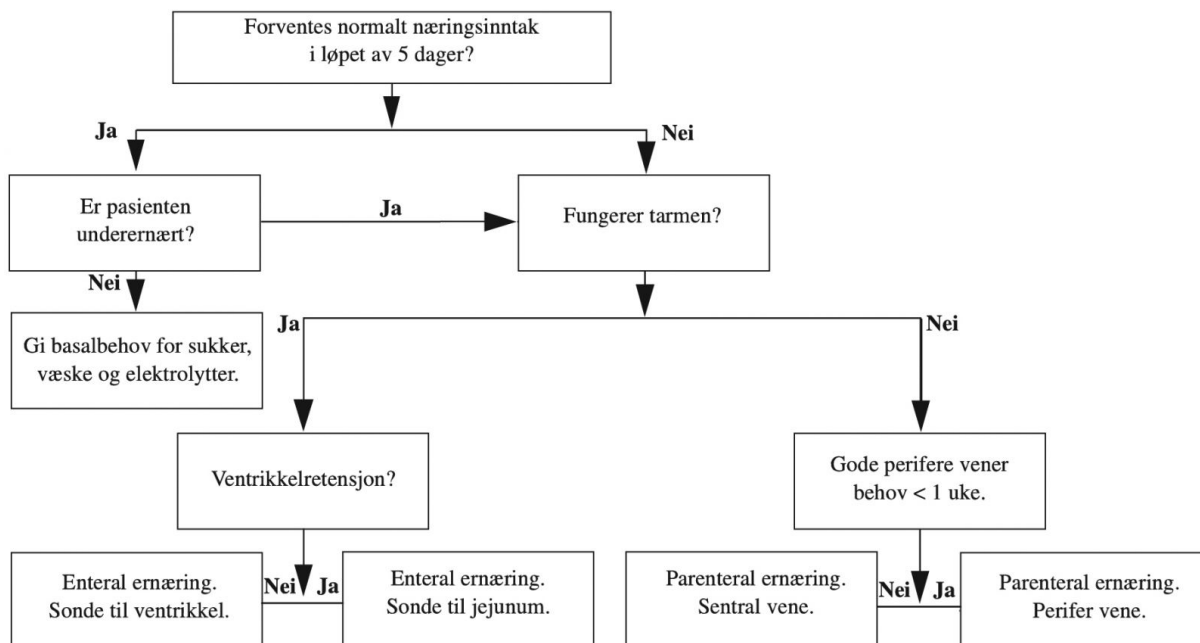 Forventes normalt næringsinntak
i løpet av 5 dager?
Ja
Nei
Er pasienten
underernært?
Ja
Fungerer tarmen?
Nei
Gi basalbehov for sukker,
væske og elektrolytter.
Ja
Nei
Ventrikkelretensjon?
Gode perifere vener
behov < 1 uke.
Enteral ernæring.
Sonde til ventrikkel.
Nei
Ja
Enteral ernæring.
Sonde til jejunum.
Parenteral ernæring.
Sentral vene.
Nei
Ja
Parenteral ernæring.
Perifer vene.